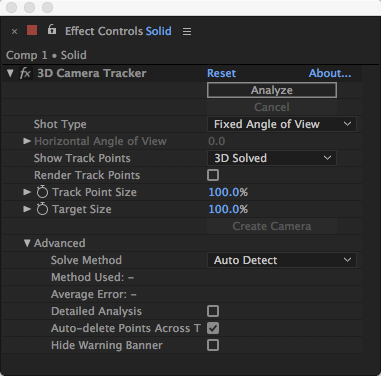 × Effect Controls Solid ≡
Comp 1 • Solid
fx 3D Camera Tracker Reset About...
Analyze
Cancel
Shot Type Fixed Angle of View
Horizontal Angle of View 0.0
Show Track Points 3D Solved
Render Track Points
Track Point Size 100.0%
Target Size 100.0%
Create Camera
Advanced
Solve Method Auto Detect
Method Used: –
Average Error: –
Detailed Analysis
Auto-delete Points Across T
Hide Warning Banner